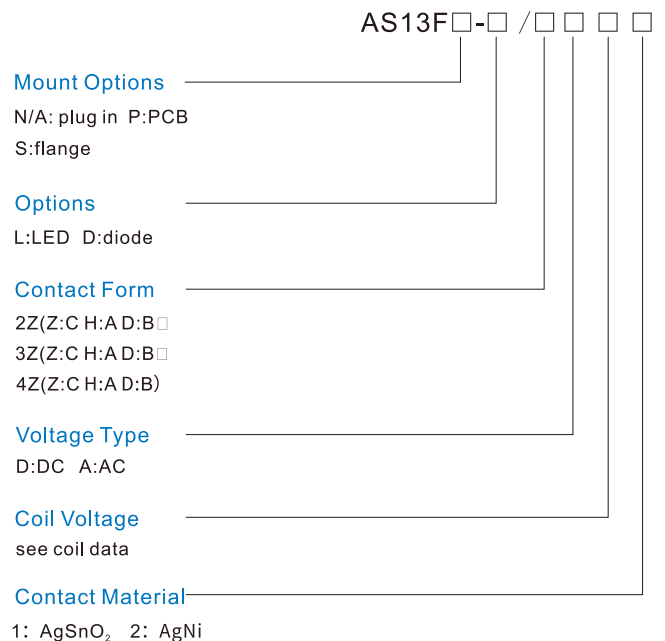 AS13F□-□/□□□□
Mount Options
N/A: plug in P:PCB
S:flange
Options
L:LED D:diode
Contact Form
2Z(Z:C H:A D:B□
3Z(Z:C H:A D:B□
4Z(Z:C H:A D:B)
Voltage Type
D:DC A:AC
Coil Voltage
see coil data
Contact Material
1: AgSnO₂ 2: AgNi